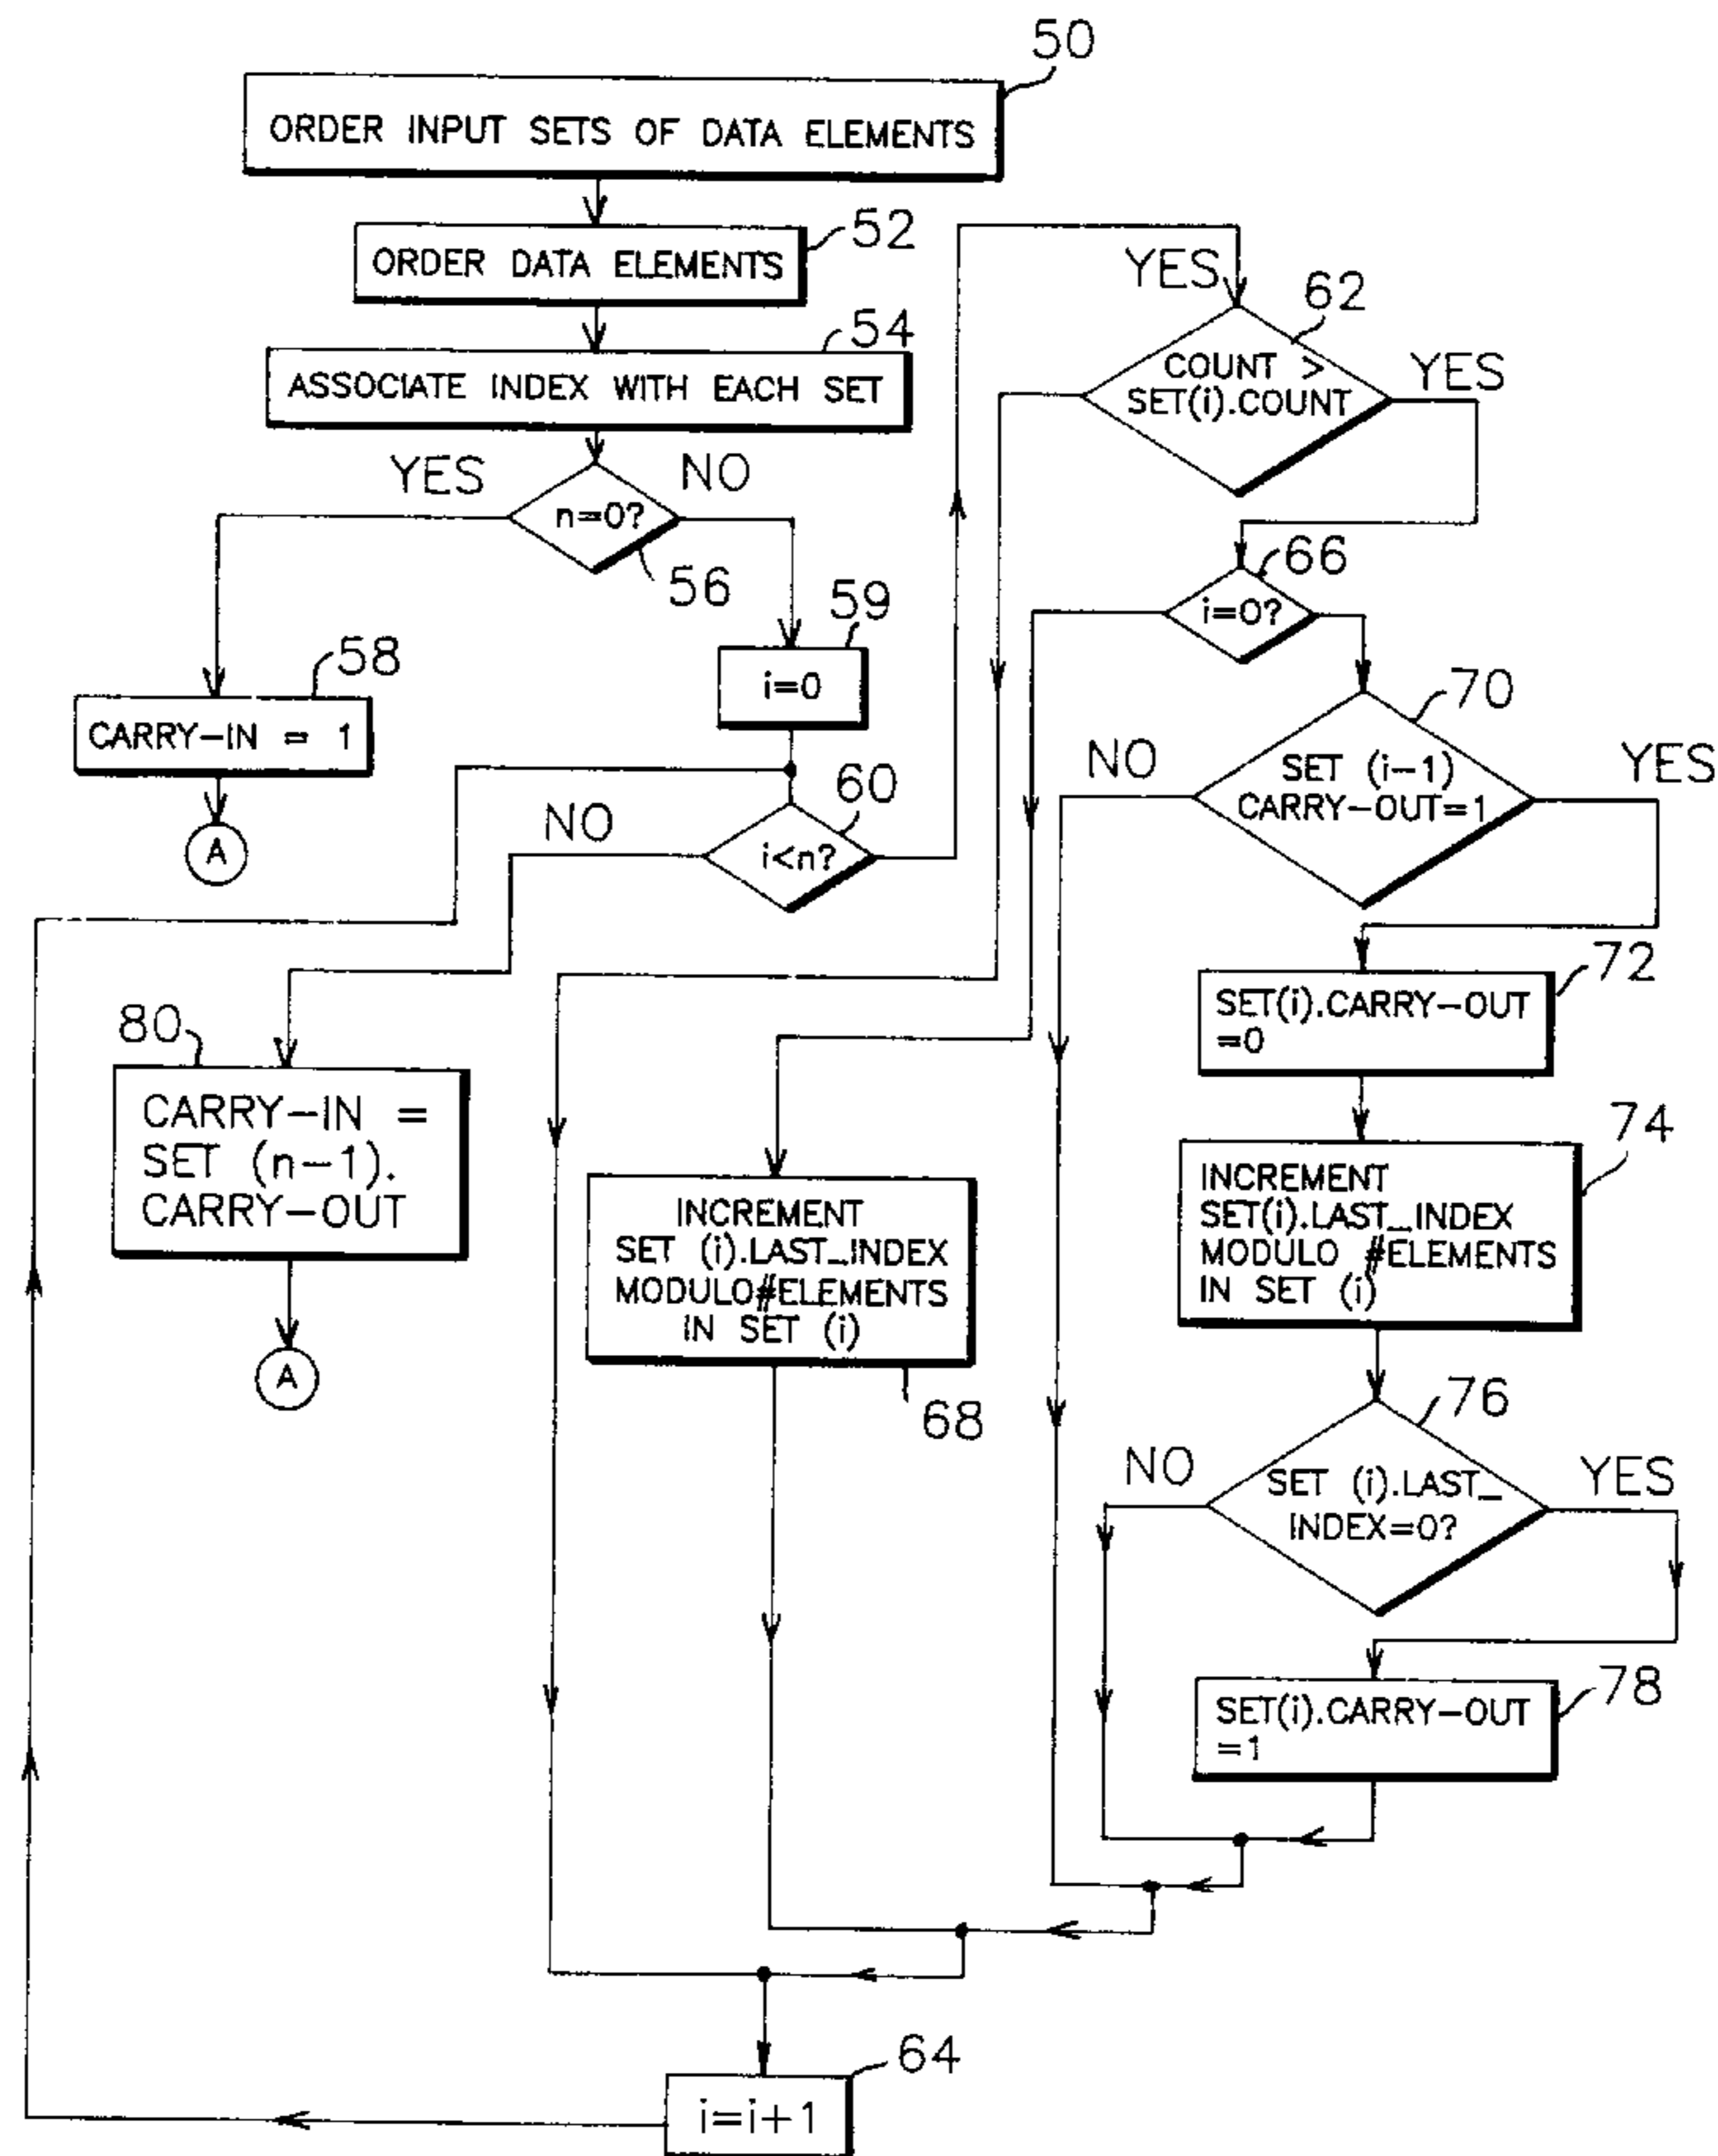 50
ORDER INPUT SETS OF DATA ELEMENTS
52
ORDER DATA ELEMENTS
54
ASSOCIATE INDEX WITH EACH SET
YES
NO
n=0?
56
58
CARRY-IN = 1
A
59
i=0
60
NO
i<n?
YES
62
COUNT >
SET(i).COUNT
YES
66
i=0?
70
NO
SET (i-1)
CARRY-OUT=1
YES
72
SET(i).CARRY-OUT
=0
80
CARRY-IN =
SET (n-1).
CARRY-OUT
A
INCREMENT
SET (i).LAST_INDEX
MODULO#ELEMENTS
IN SET (i)
68
74
INCREMENT
SET(i).LAST_INDEX
MODULO #ELEMENTS
IN SET (i)
76
NO
SET (i).LAST_
INDEX=0?
YES
78
SET(i).CARRY-OUT
=1
64
i=i+1